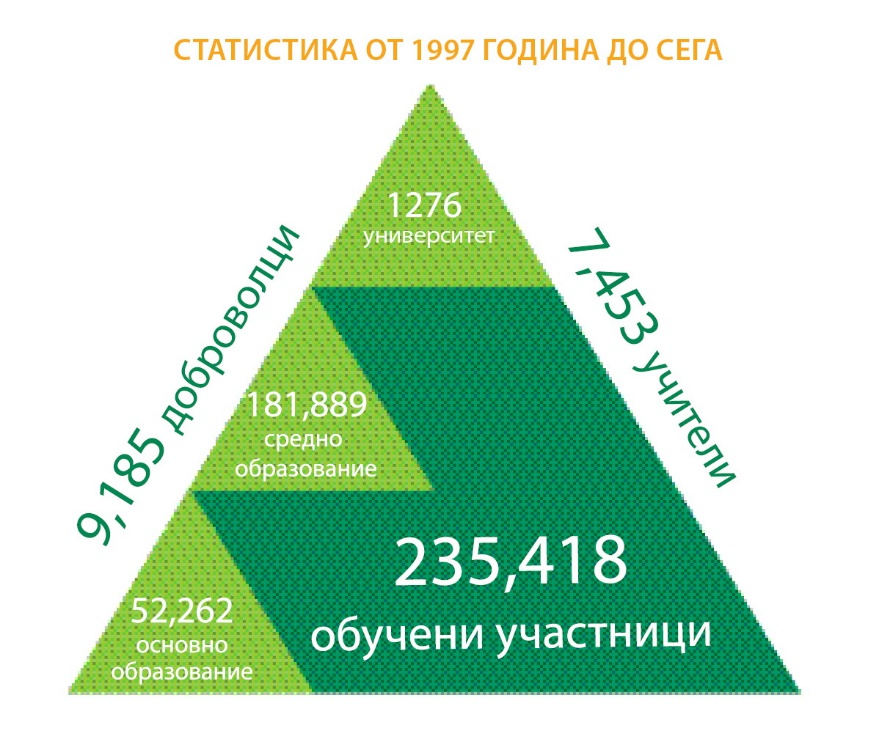 СТАТИСТИКА ОТ 1997 ГОДИНА ДО СЕГА
1276
университет
9,185 доброволци
7,453 учители
181,889
средно
образование
235,418
обучени участници
52,262
основно
образование